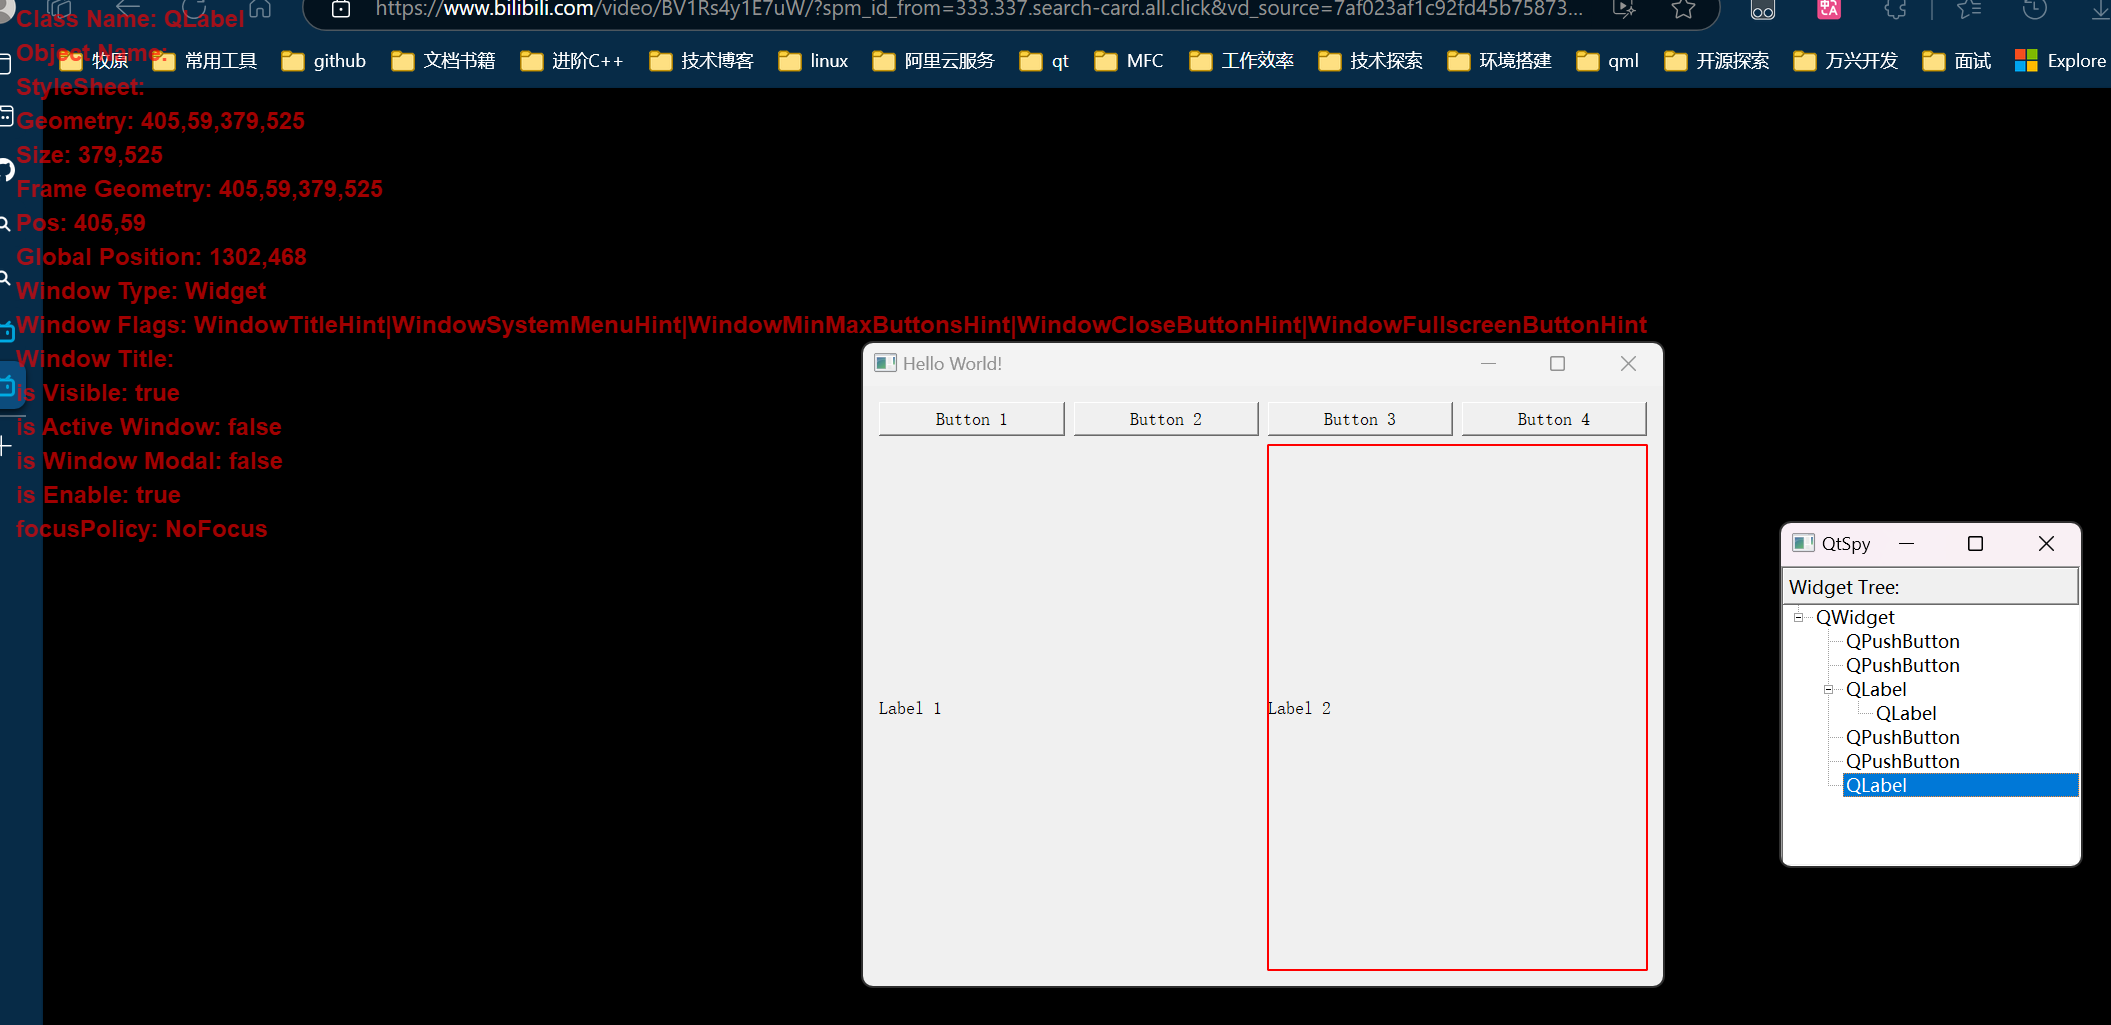 https://www.bilibili.com/video/BV1Rs4y1E7uW/?spm_id_from=333.337.search-card.all.click&vd_source=7af023af1c92fd45b75873...
牧原 常用工具 github 文档书籍 进阶C++ 技术博客 linux 阿里云服务 qt MFC 工作效率 技术探索 环境搭建 qml 开源探索 万兴开发 面试 Explore
Class Name: QLabel
Object Name:
StyleSheet:
Geometry: 405,59,379,525
Size: 379,525
Frame Geometry: 405,59,379,525
Pos: 405,59
Global Position: 1302,468
Window Type: Widget
Window Flags: WindowTitleHint|WindowSystemMenuHint|WindowMinMaxButtonsHint|WindowCloseButtonHint|WindowFullscreenButtonHint
Window Title:
is Visible: true
is Active Window: false
is Window Modal: false
is Enable: true
focusPolicy: NoFocus
Hello World!
Button 1 Button 2 Button 3 Button 4
Label 1 Label 2
QtSpy
Widget Tree:
QWidget
QPushButton
QPushButton
QLabel
QLabel
QPushButton
QPushButton
QLabel